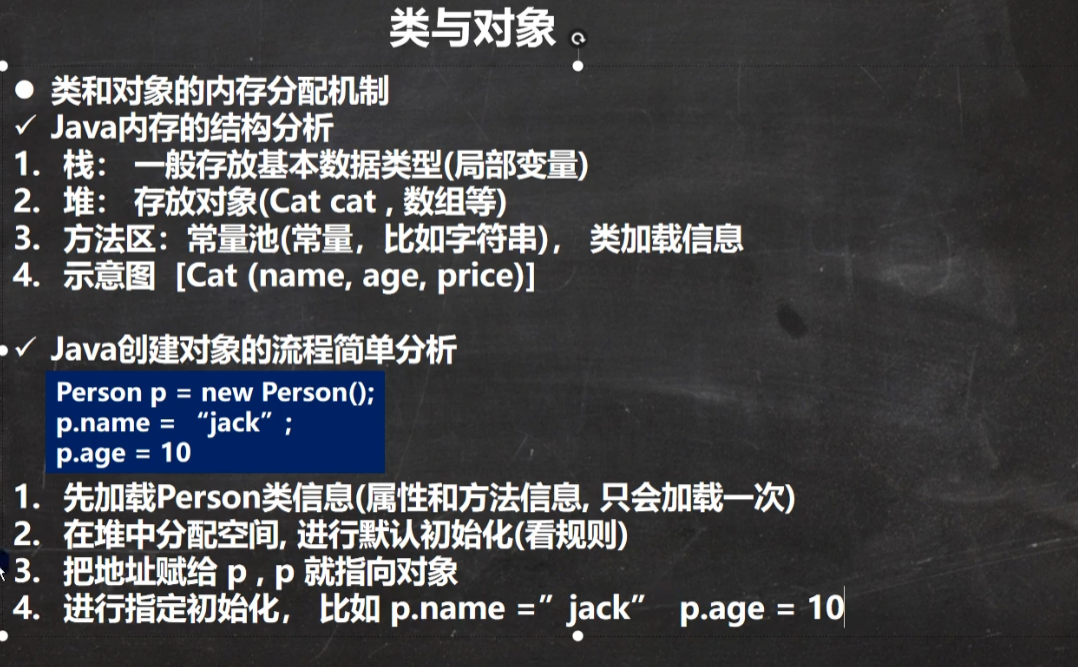 类与对象
● 类和对象的内存分配机制
✓ Java内存的结构分析
1. 栈： 一般存放基本数据类型(局部变量)
2. 堆： 存放对象(Cat cat , 数组等)
3. 方法区：常量池(常量，比如字符串)， 类加载信息
4. 示意图 [Cat (name, age, price)]
✓ Java创建对象的流程简单分析
Person p = new Person();
p.name = “jack” ;
p.age = 10
1. 先加载Person类信息(属性和方法信息, 只会加载一次)
2. 在堆中分配空间, 进行默认初始化(看规则)
3. 把地址赋给 p , p 就指向对象
4. 进行指定初始化， 比如 p.name =” jack” p.age = 10